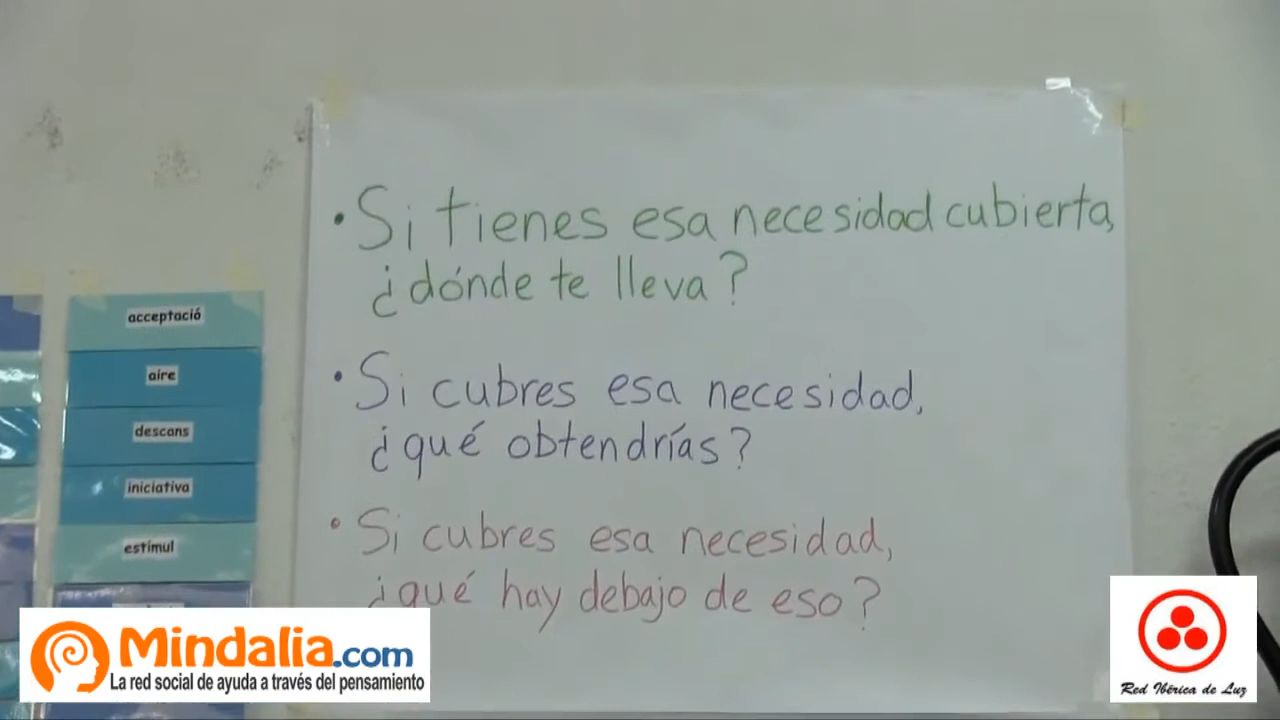 • Si tienes esa necesidad cubierta,
¿dónde te lleva?
• Si cubres esa necesidad,
¿qué obtendrías?
• Si cubres esa necesidad,
¿qué hay debajo de eso?
acceptació
aire
descans
iniciativa
estímul
Mindalia.com
La red social de ayuda a través del pensamiento
Red Ibérica de Luz